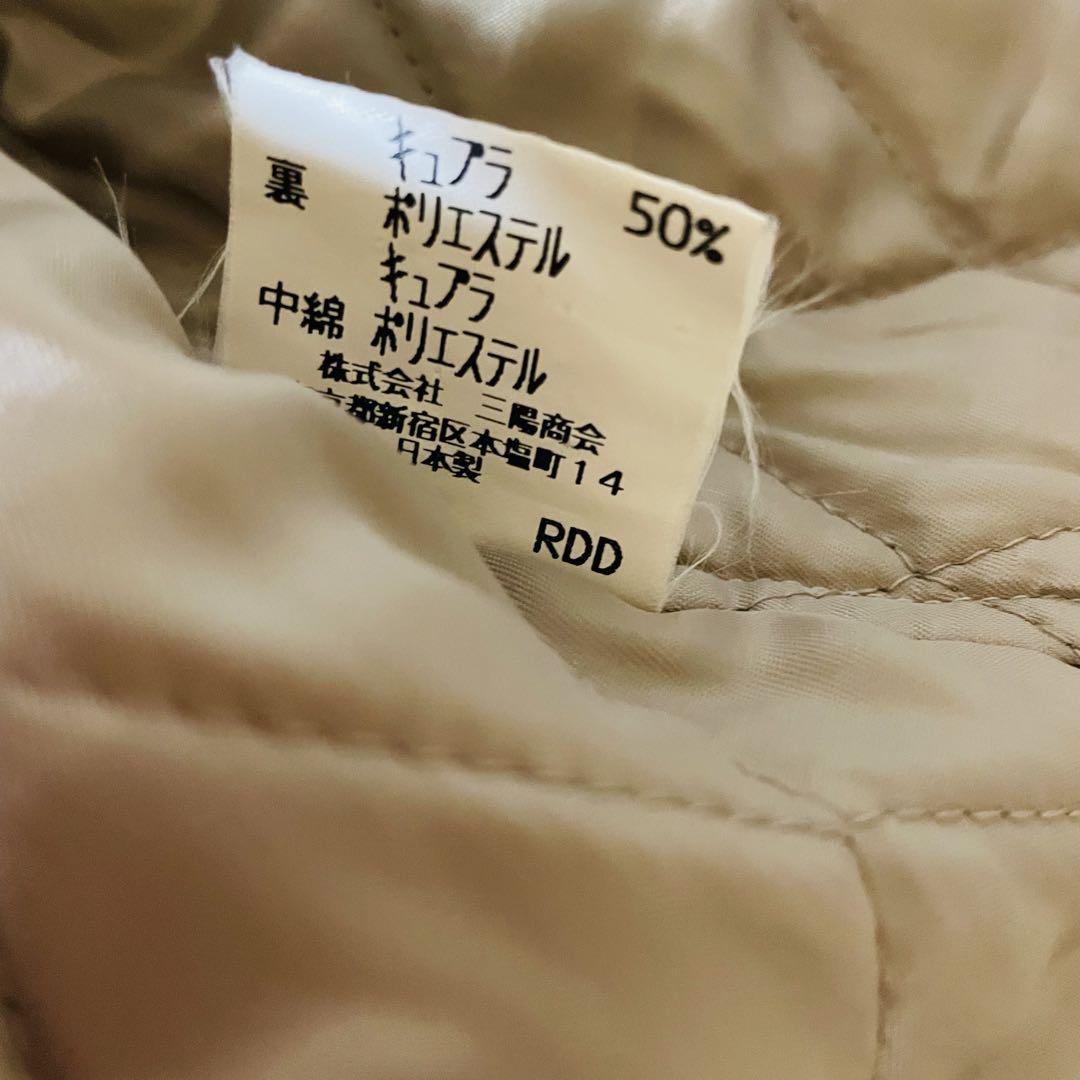 キュプラ 50%
裏 ポリエステル
キュプラ
中綿 ポリエステル
株式会社 三陽商会
京都新宿区本塩町14
日本製
RDD